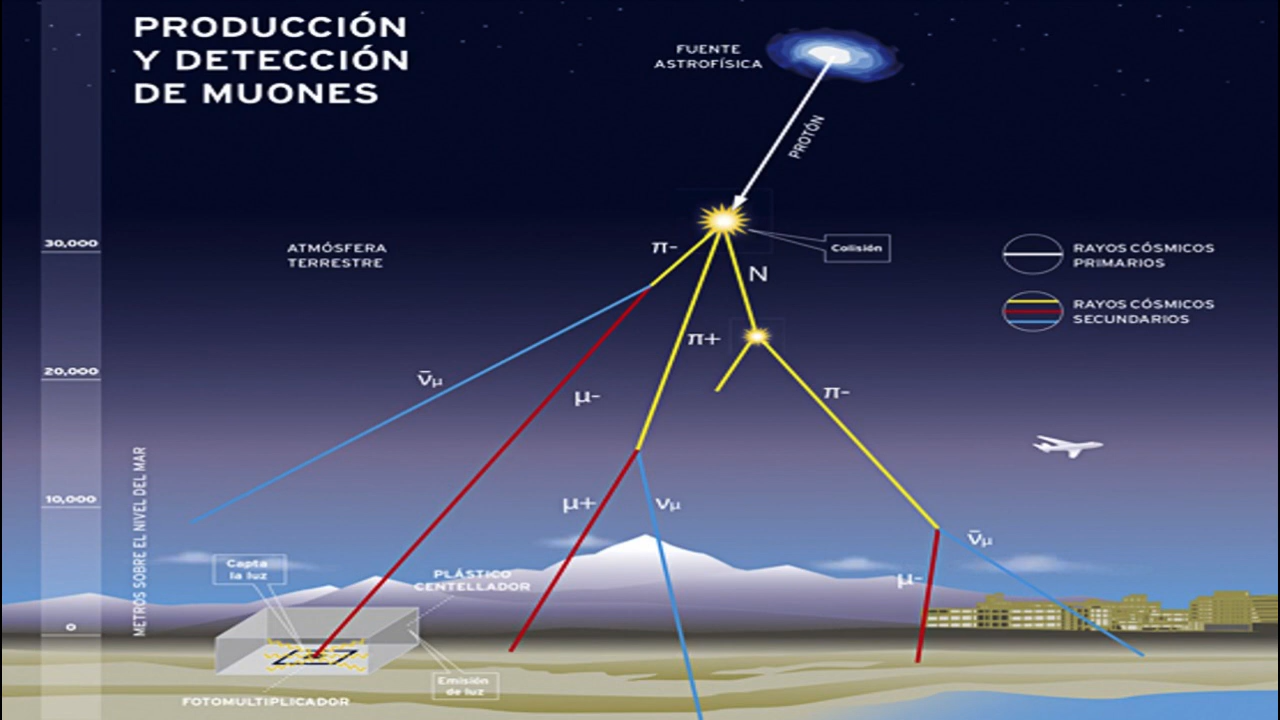 PRODUCCIÓN
Y DETECCIÓN
DE MUONES
FUENTE
ASTROFÍSICA
PROTÓN
30,000
ATMÓSFERA
TERRESTRE
π-
Colisión
N
RAYOS CÓSMICOS
PRIMARIOS
RAYOS CÓSMICOS
SECUNDARIOS
π+
20,000
ν̄μ
μ-
π-
METROS SOBRE EL NIVEL DEL MAR
10,000
μ+
νμ
ν̄μ
Capta
la luz
PLÁSTICO
CENTELLADOR
μ-
0
Emisión
de luz
FOTOMULTIPLICADOR